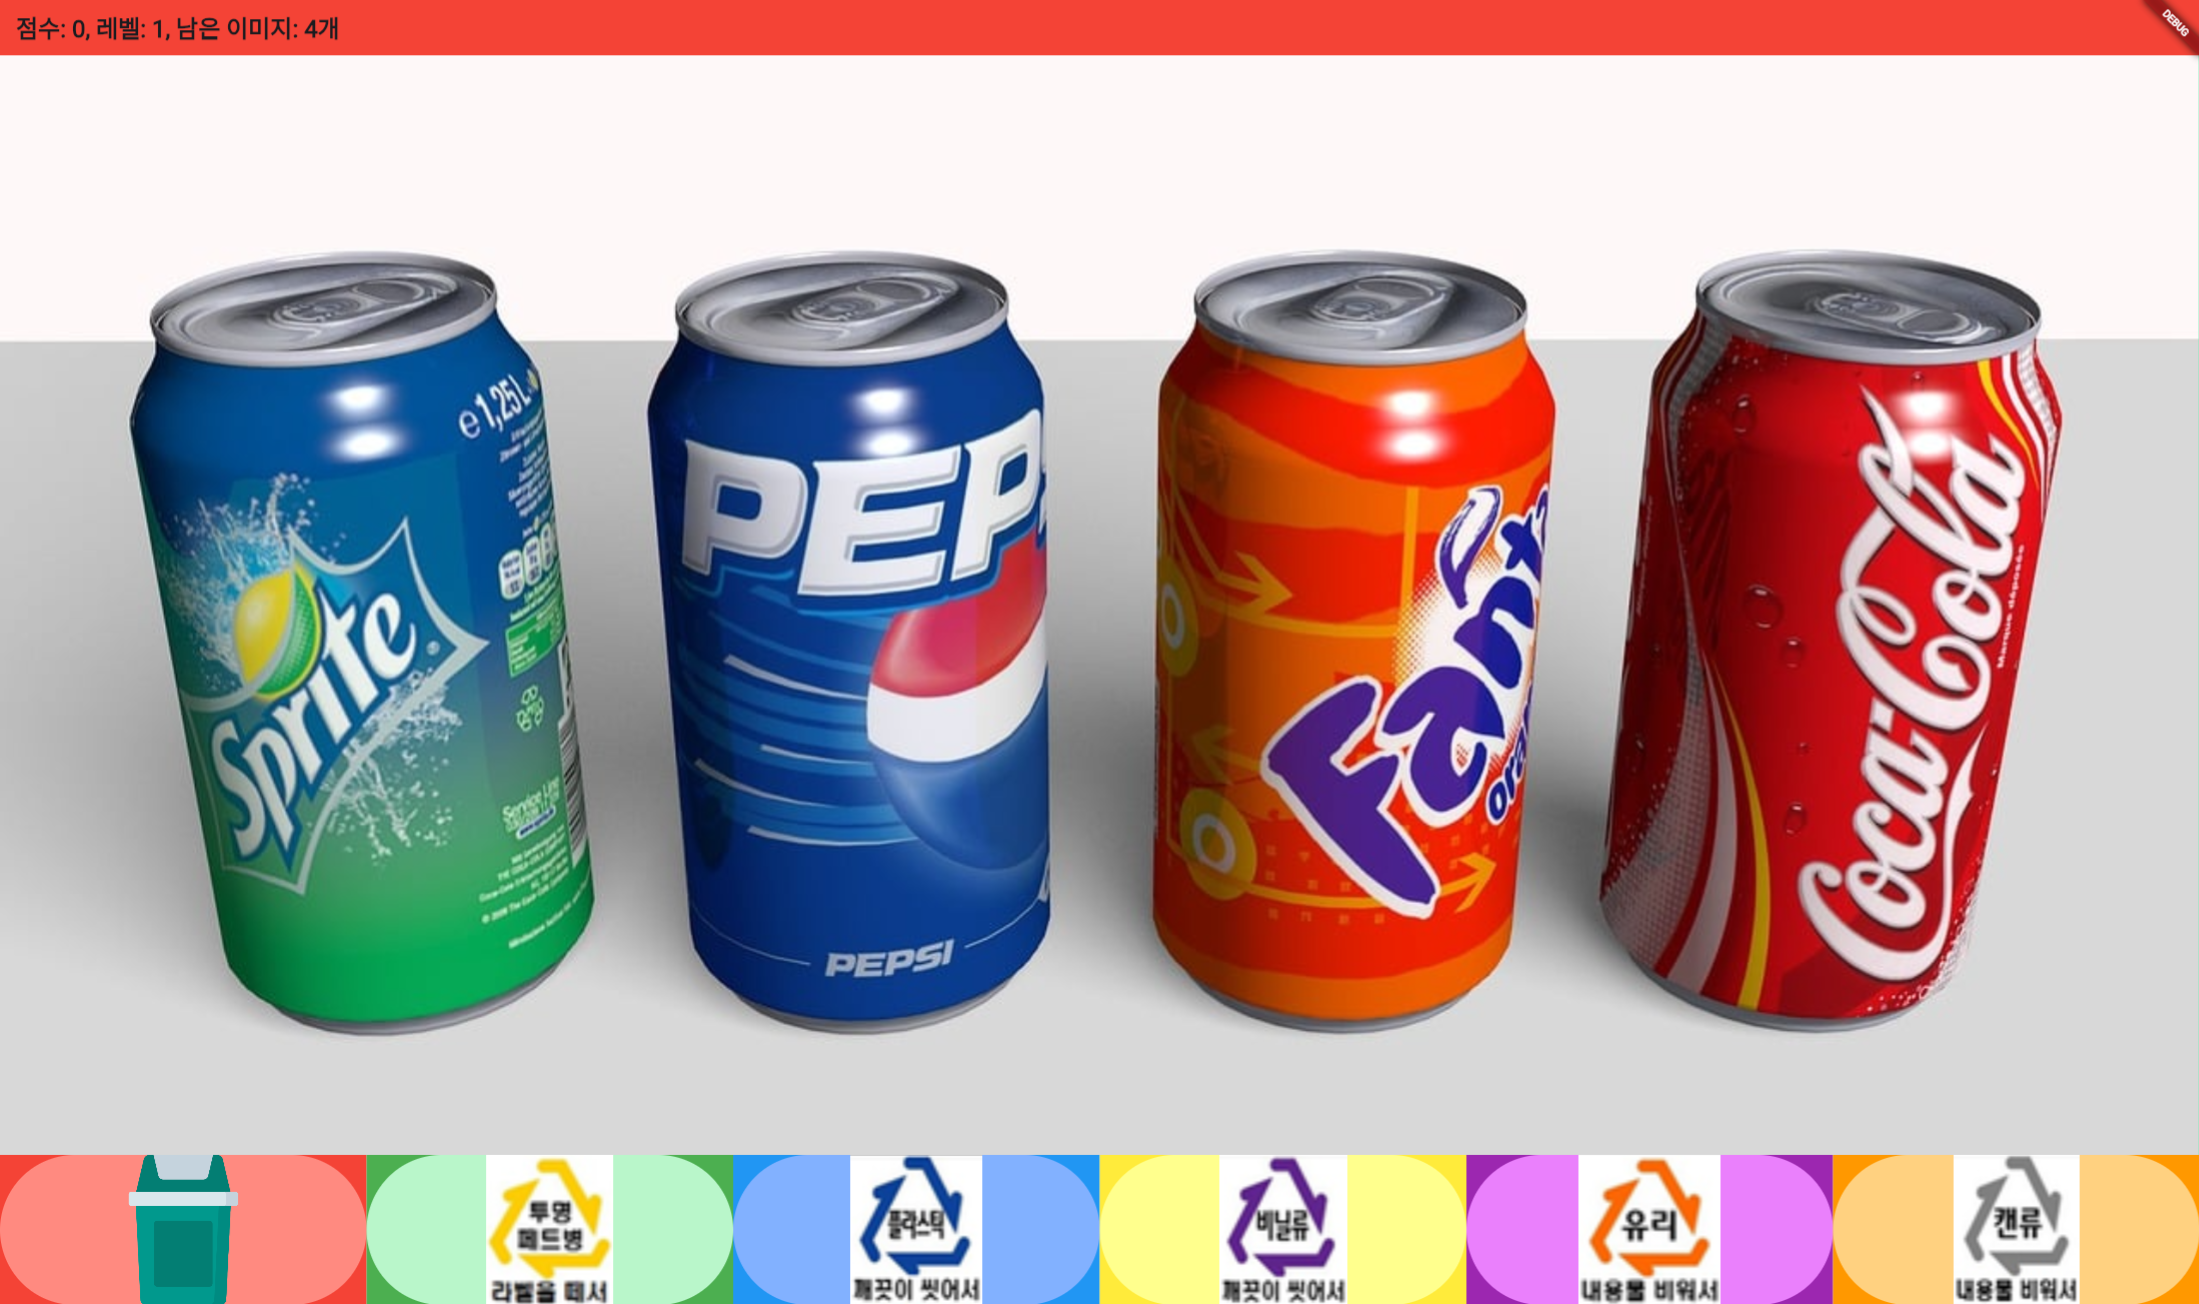 점수: 0, 레벨: 1, 남은 이미지: 4개
DEBUG
e 1,25 L
Sprite
Service Line
PEPS
PEPSI
Fanta
ora
Coca-Cola
Marque déposée
투명
페트병
라벨을 떼서
플라스틱
깨끗이 씻어서
비닐류
깨끗이 씻어서
유리
내용물 비워서
캔류
내용물 비워서